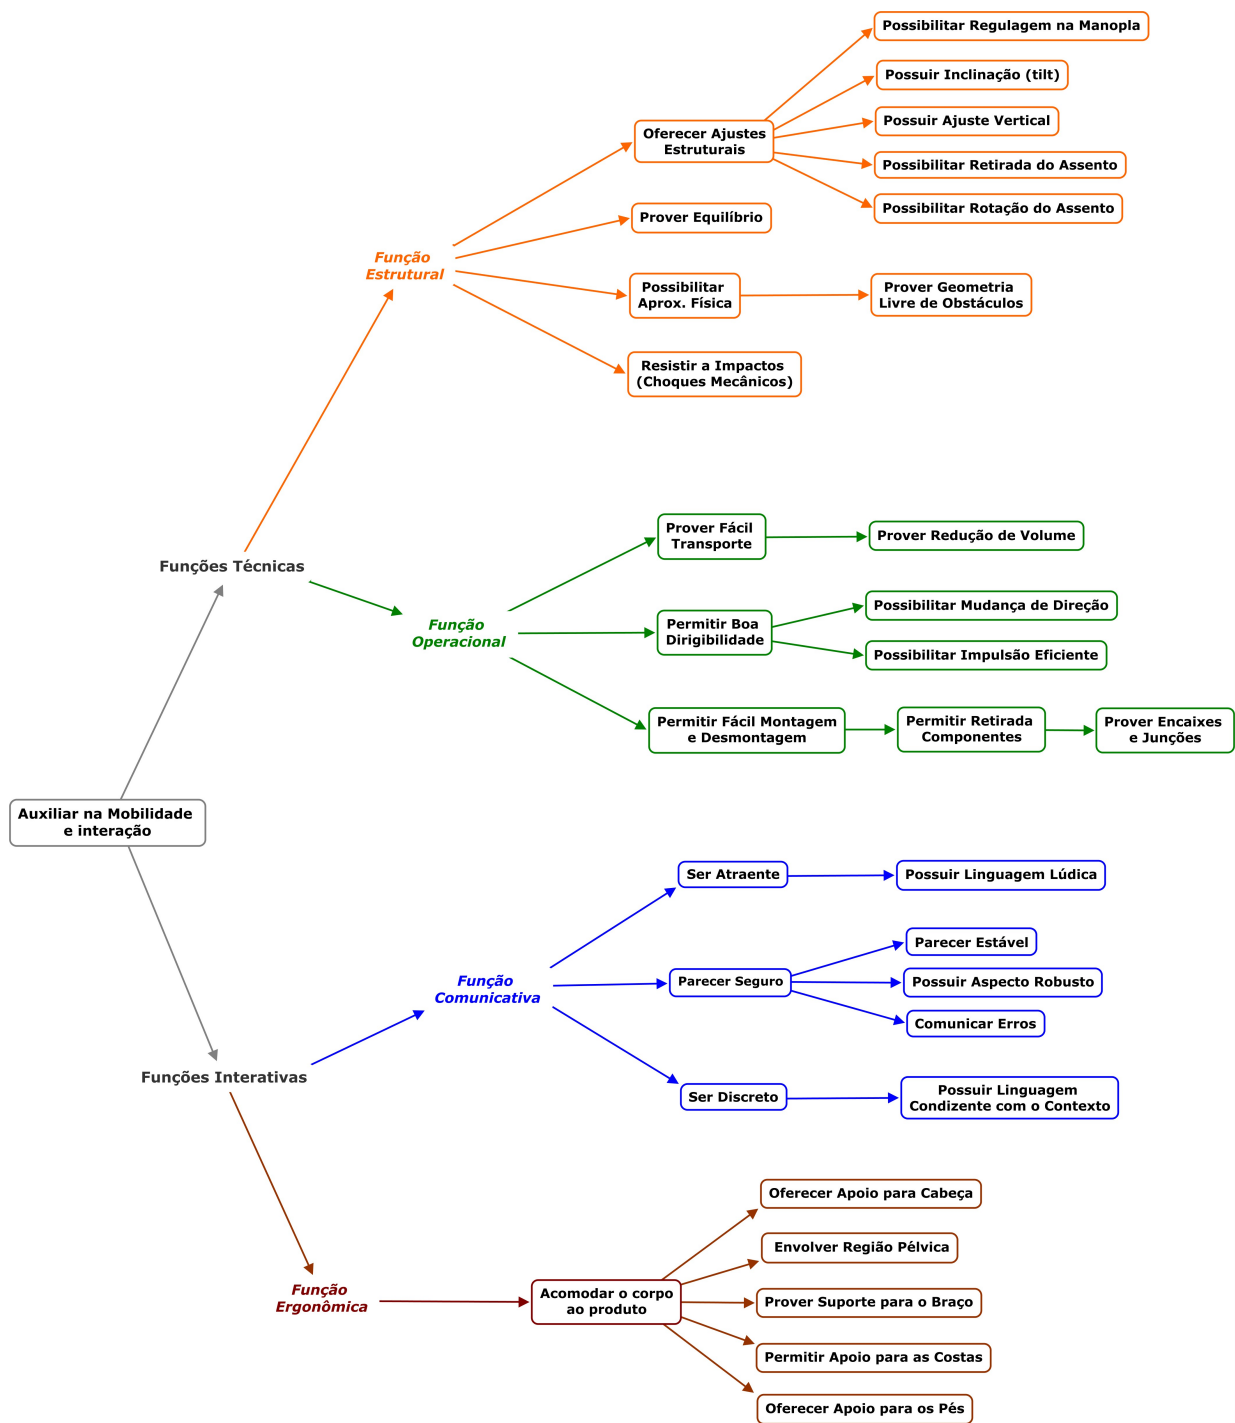 Possibilitar Regulagem na Manopla
Possuir Inclinação (tilt)
Possuir Ajuste Vertical
Oferecer Ajustes
Estruturais
Possibilitar Retirada do Assento
Possibilitar Rotação do Assento
Prover Equilíbrio
Função
Estrutural
Possibilitar
Aprox. Física
Prover Geometria
Livre de Obstáculos
Resistir a Impactos
(Choques Mecânicos)
Prover Fácil
Transporte
Prover Redução de Volume
Funções Técnicas
Função
Operacional
Permitir Boa
Dirigibilidade
Possibilitar Mudança de Direção
Possibilitar Impulsão Eficiente
Permitir Fácil Montagem
e Desmontagem
Permitir Retirada
Componentes
Prover Encaixes
e Junções
Auxiliar na Mobilidade
e interação
Ser Atraente
Possuir Linguagem Lúdica
Função
Comunicativa
Parecer Seguro
Parecer Estável
Possuir Aspecto Robusto
Comunicar Erros
Funções Interativas
Ser Discreto
Possuir Linguagem
Condizente com o Contexto
Oferecer Apoio para Cabeça
Envolver Região Pélvica
Função
Ergonômica
Acomodar o corpo
ao produto
Prover Suporte para o Braço
Permitir Apoio para as Costas
Oferecer Apoio para os Pés